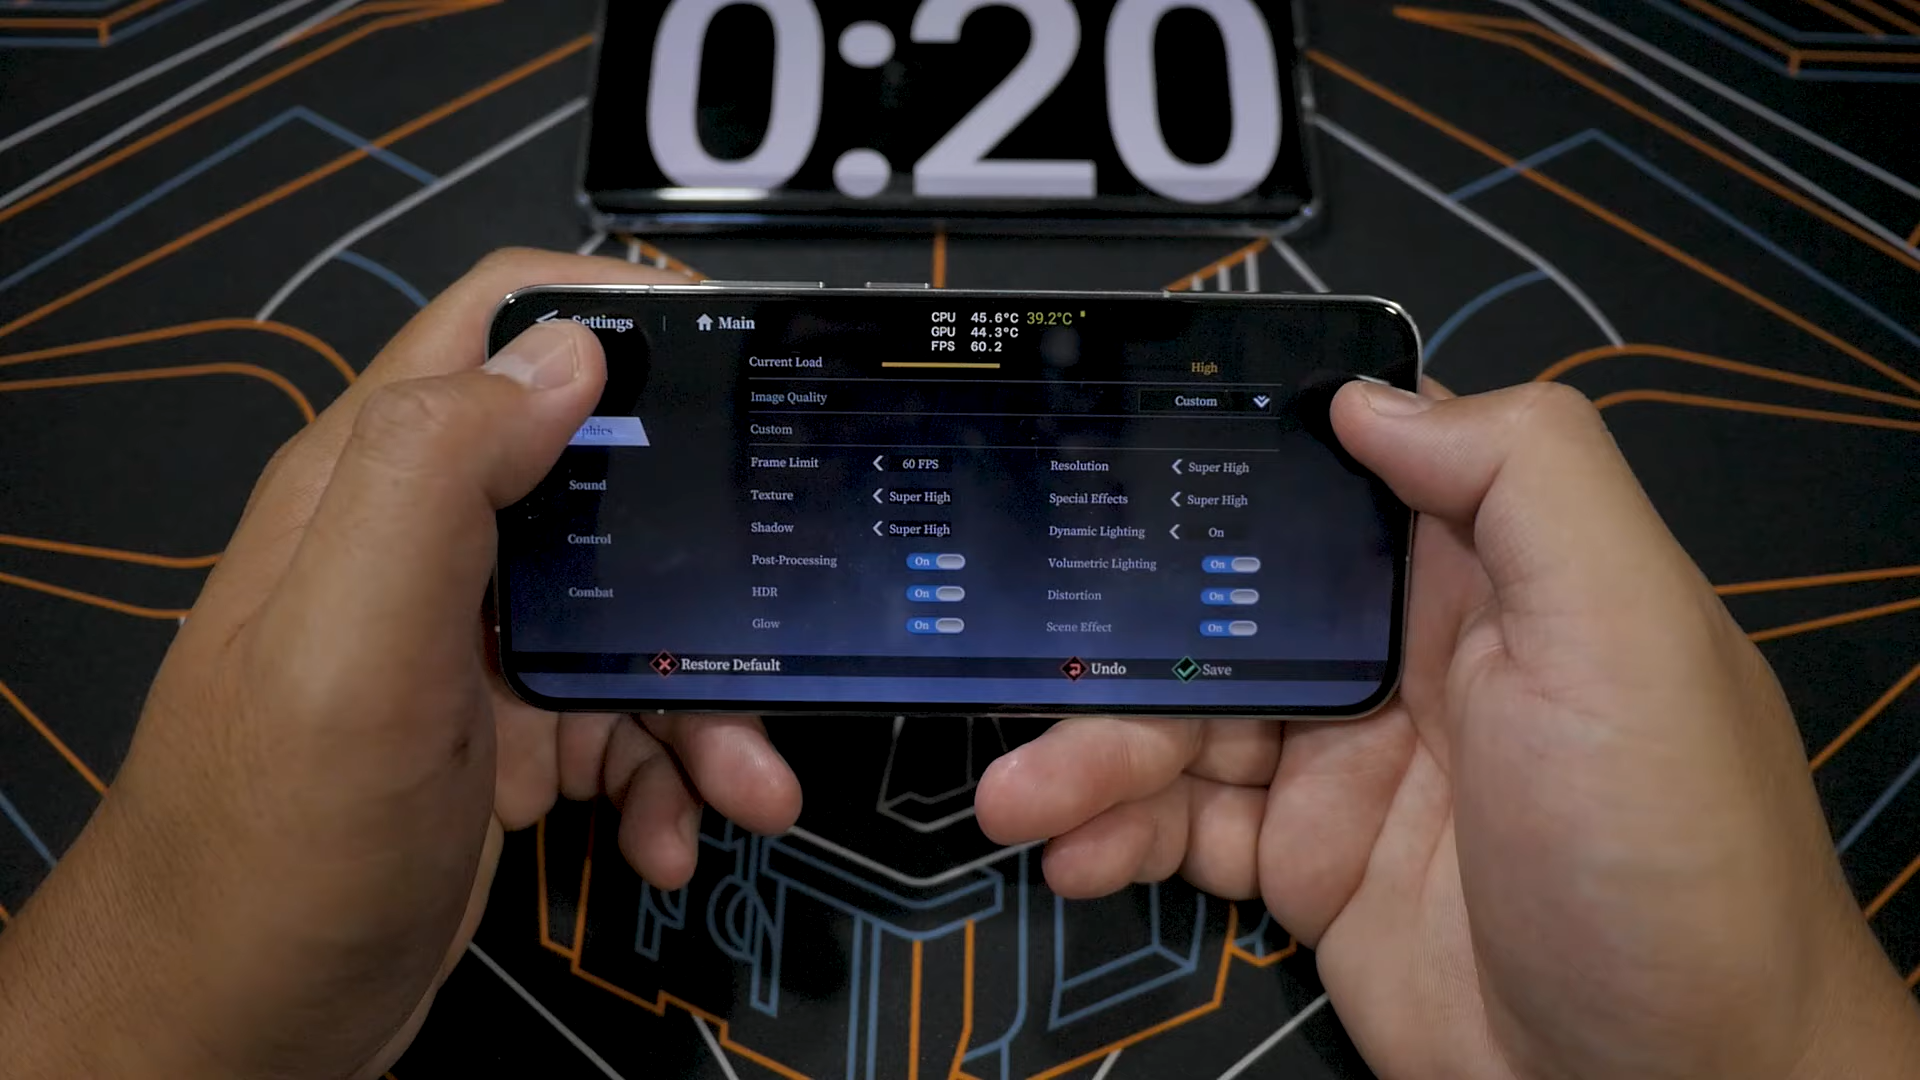 0:20
Settings | Main
CPU 45.6°C 39.2°C
GPU 44.3°C
FPS 60.2
Current Load High
Image Quality Custom
Custom
Frame Limit 60 FPS Resolution Super High
Texture Super High Special Effects Super High
Shadow Super High Dynamic Lighting On
Post-Processing On Volumetric Lighting On
HDR On Distortion On
Glow On Scene Effect On
phics
Sound
Control
Combat
Restore Default Undo Save